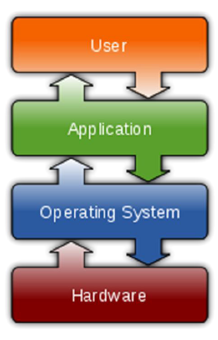 User
Application
Operating System
Hardware